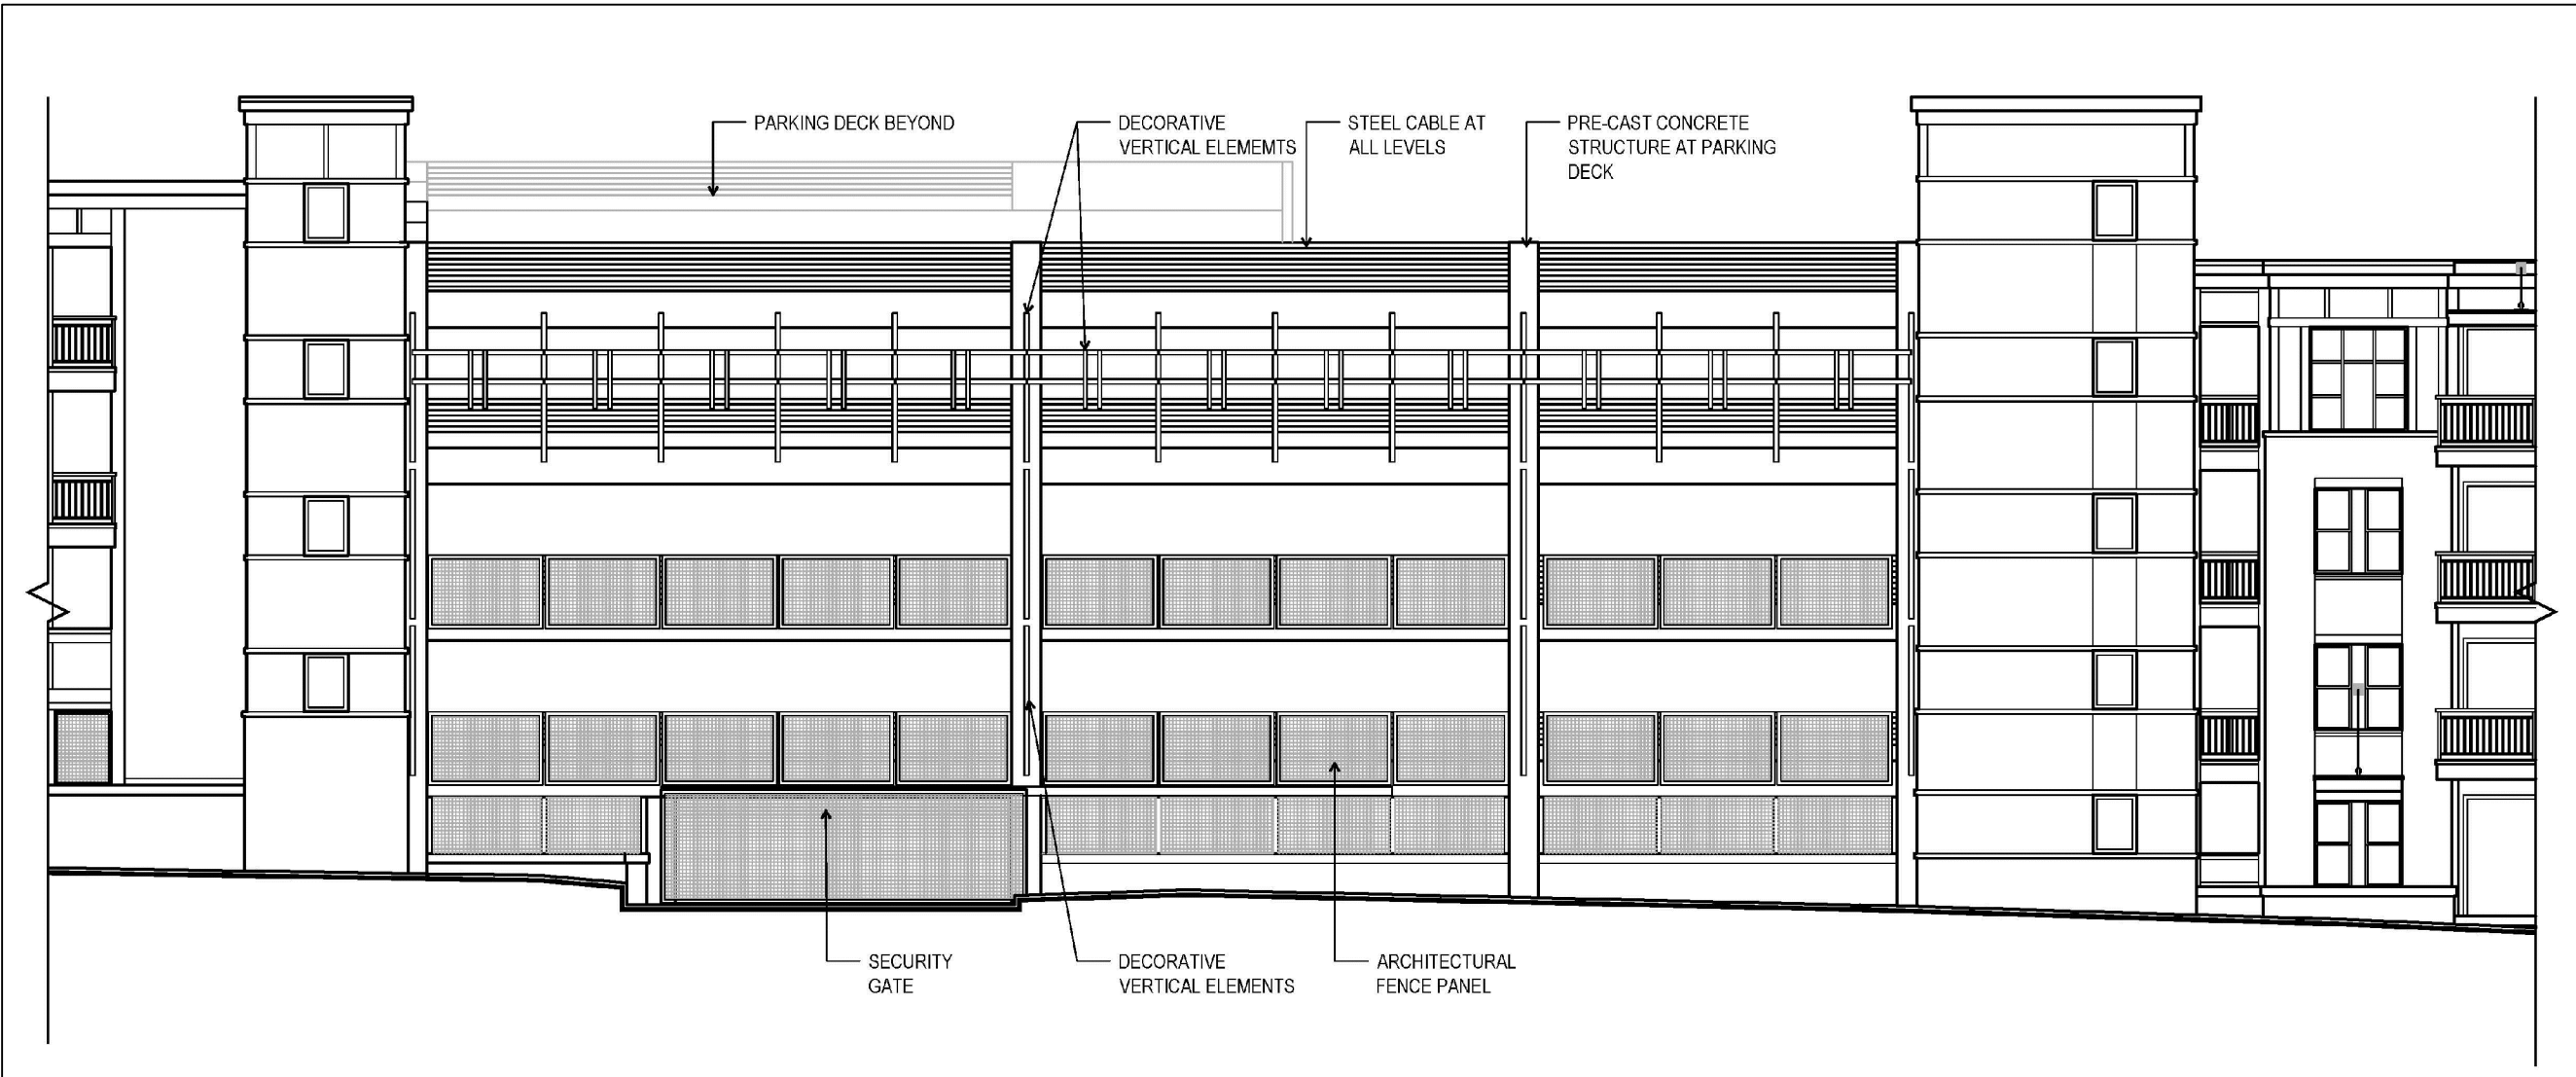 PARKING DECK BEYOND
DECORATIVE
VERTICAL ELEMEMTS
STEEL CABLE AT
ALL LEVELS
PRE-CAST CONCRETE
STRUCTURE AT PARKING
DECK
SECURITY
GATE
DECORATIVE
VERTICAL ELEMENTS
ARCHITECTURAL
FENCE PANEL